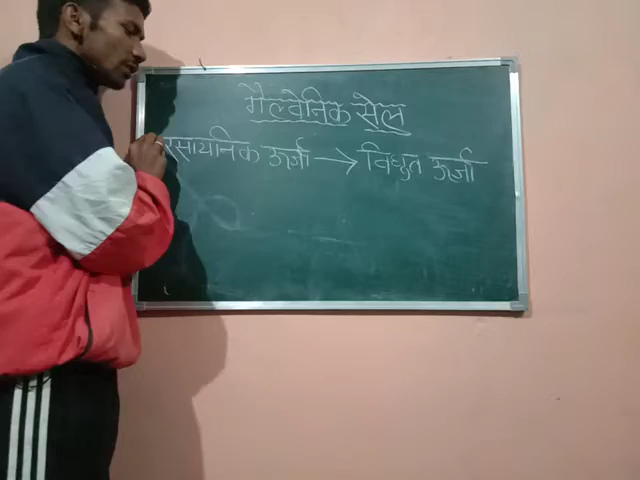 गैल्वेनिक सेल
रसायनिक ऊर्जा → विधुत ऊर्जा